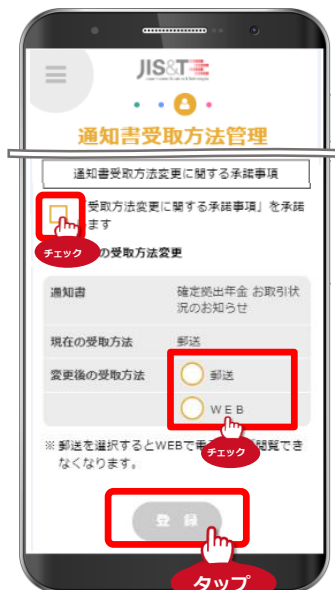 JIS&T
通知書受取方法管理
通知書受取方法変更に関する承諾事項
受取方法変更に関する承諾事項」を承諾
します
チェック
の受取方法変更
通知書
確定拠出年金 お取引状
況のお知らせ
現在の受取方法
郵送
変更後の受取方法
郵送
WEB
※ 郵送を選択するとWEBで電
閲覧でき
なくなります。
チェック
登 録
タップ